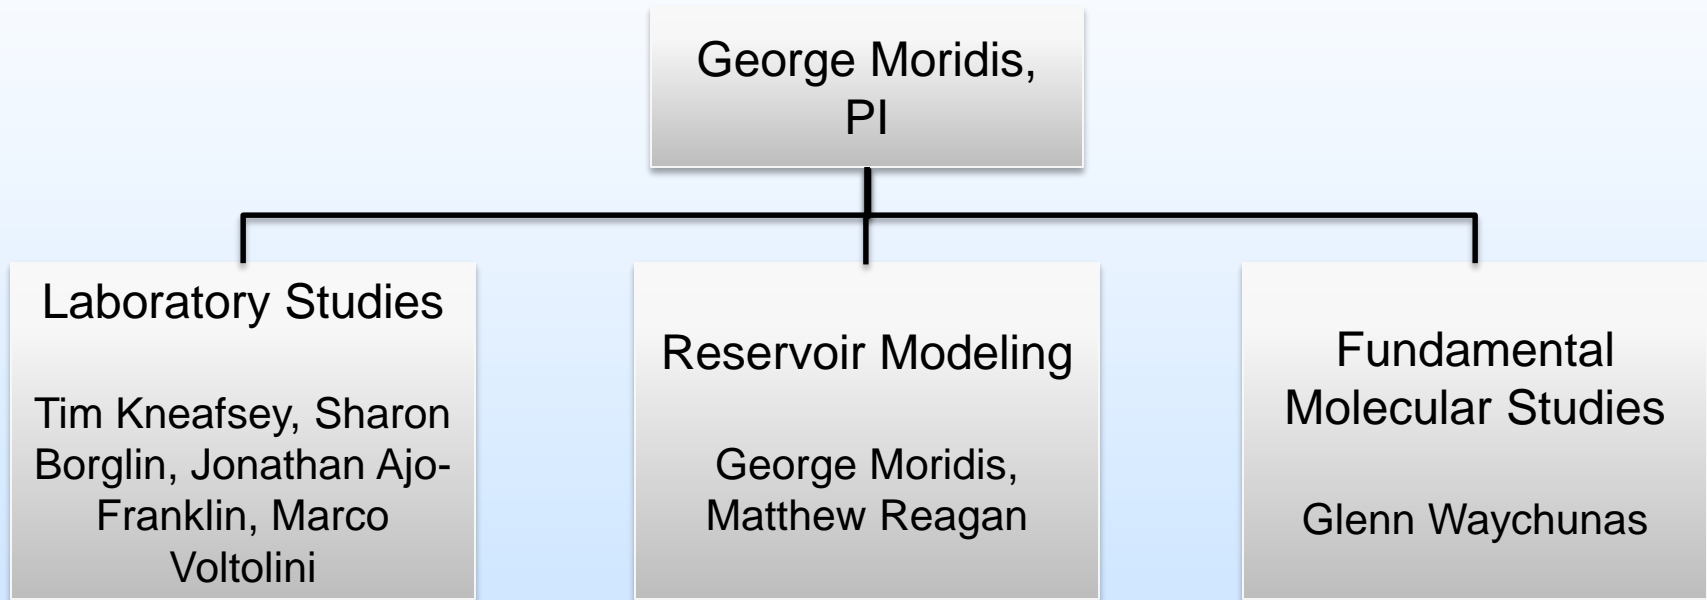 George Moridis,
PI
Laboratory Studies
Tim Kneafsey, Sharon
Borglin, Jonathan Ajo-
Franklin, Marco
Voltolini
Reservoir Modeling
George Moridis,
Matthew Reagan
Fundamental
Molecular Studies
Glenn Waychunas